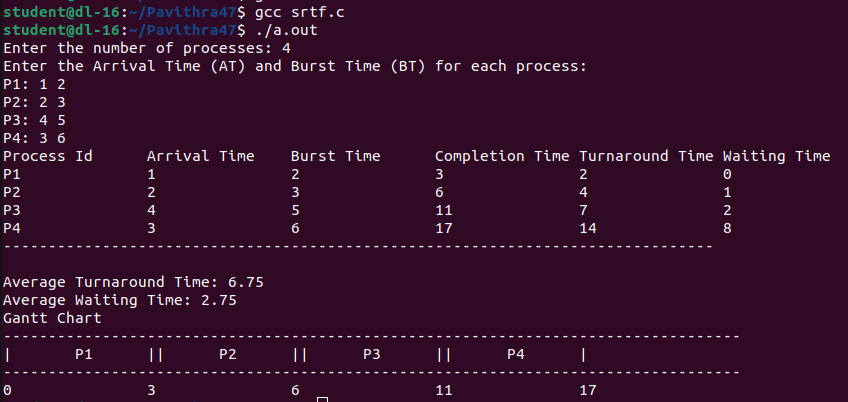 student@dl-16:~/Pavithra47$ gcc srtf.c
student@dl-16:~/Pavithra47$ ./a.out
Enter the number of processes: 4
Enter the Arrival Time (AT) and Burst Time (BT) for each process:
P1: 1 2
P2: 2 3
P3: 4 5
P4: 3 6
Process Id Arrival Time Burst Time Completion Time Turnaround Time Waiting Time
P1 1 2 3 2 0
P2 2 3 6 4 1
P3 4 5 11 7 2
P4 3 6 17 14 8
-------------------------------------------------------------------------------
Average Turnaround Time: 6.75
Average Waiting Time: 2.75
Gantt Chart
----------------------------------------------------------------------------------
| P1 || P2 || P3 || P4 |
----------------------------------------------------------------------------------
0 3 6 11 17